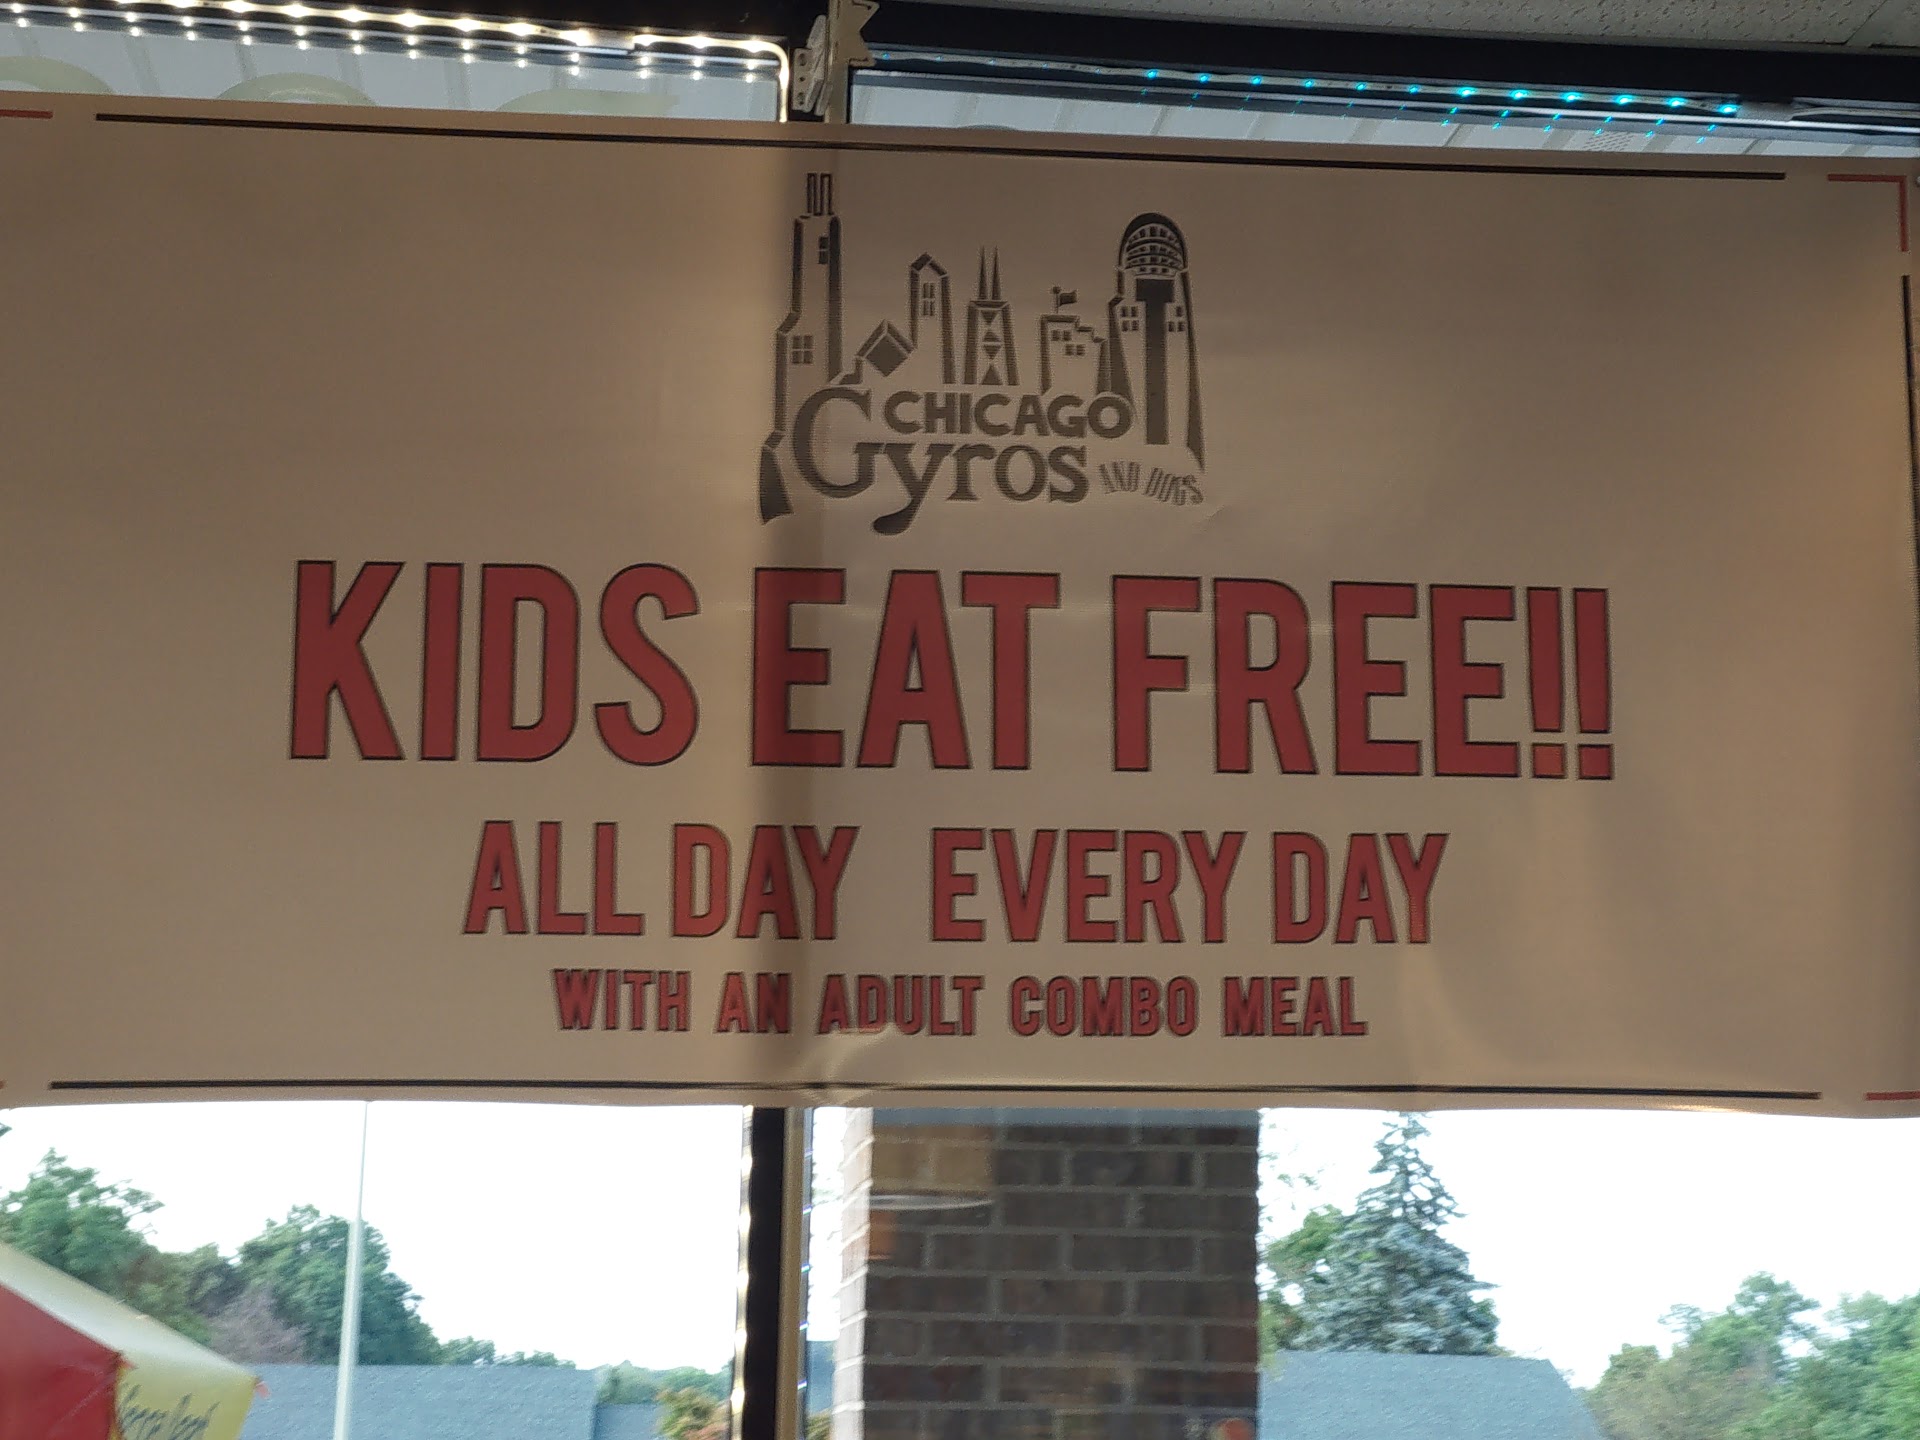 CHICAGO
Gyros AND DOGS
KIDS EAT FREE!!
ALL DAY EVERY DAY
WITH AN ADULT COMBO MEAL